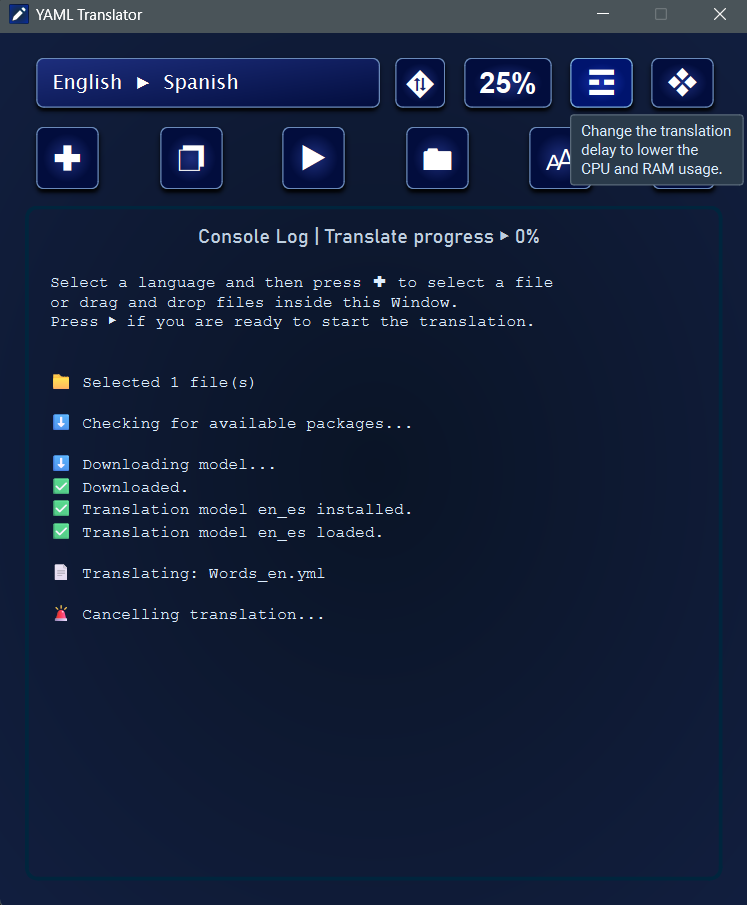 YAML Translator
English ► Spanish
25%
Change the translation
delay to lower the
CPU and RAM usage.
AA
Console Log | Translate progress ► 0%
Select a language and then press ✚ to select a file
or drag and drop files inside this Window.
Press ► if you are ready to start the translation.
Selected 1 file(s)
Checking for available packages...
Downloading model...
Downloaded.
Translation model en_es installed.
Translation model en_es loaded.
Translating: Words_en.yml
Cancelling translation...